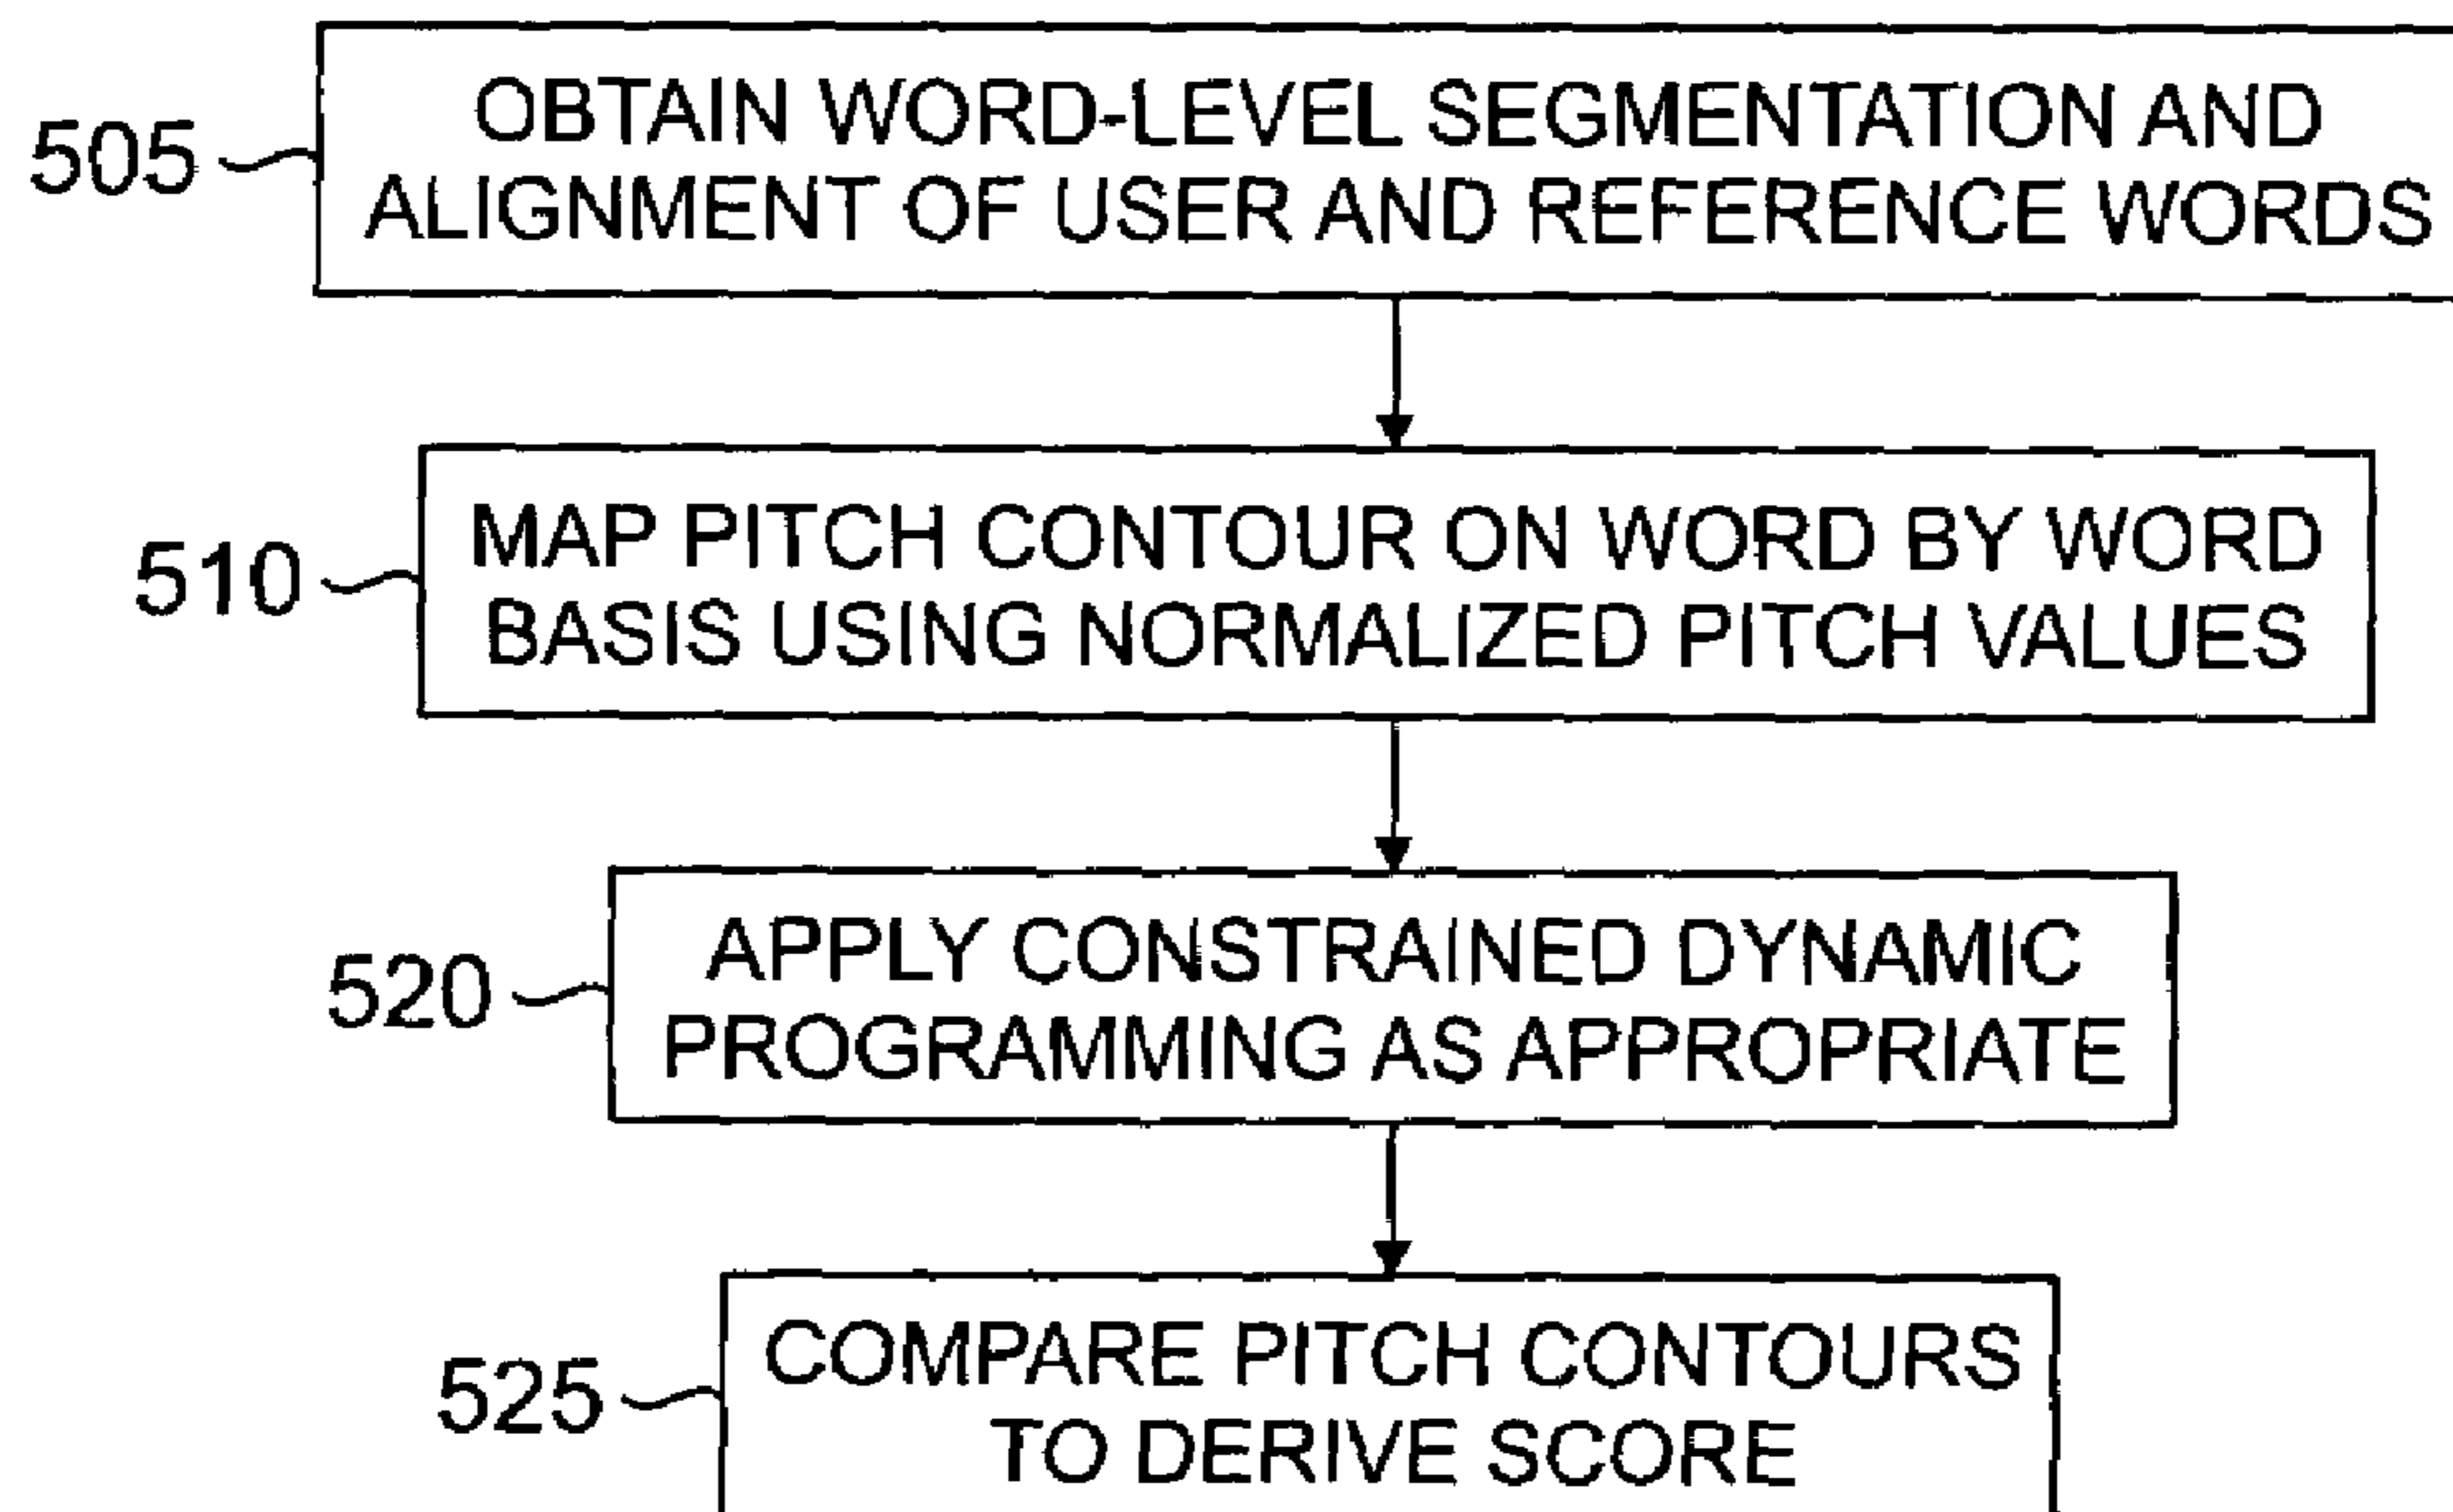 505
OBTAIN WORD-LEVEL SEGMENTATION AND
ALIGNMENT OF USER AND REFERENCE WORDS
510
MAP PITCH CONTOUR ON WORD BY WORD
BASIS USING NORMALIZED PITCH VALUES
520
APPLY CONSTRAINED DYNAMIC
PROGRAMMING AS APPROPRIATE
525
COMPARE PITCH CONTOURS
TO DERIVE SCORE